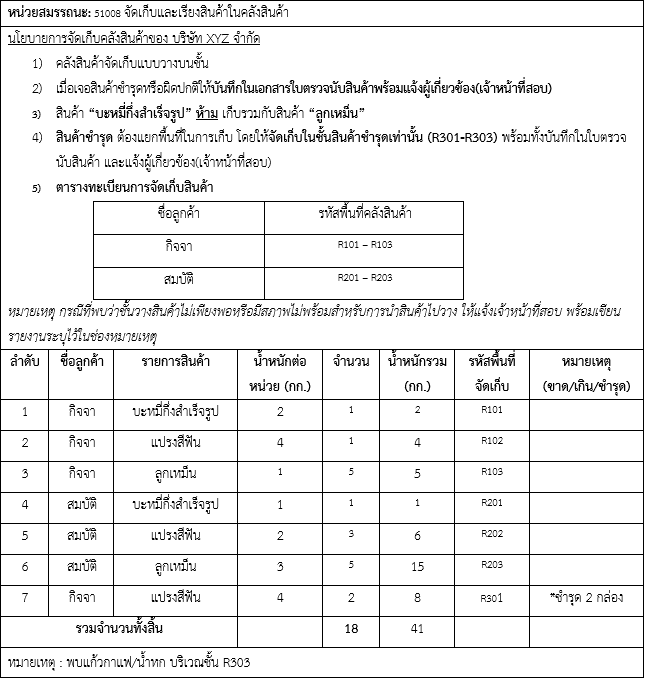 หน่วยสมรรถนะ: 51008 จัดเก็บและเรียงสินค้าในคลังสินค้า
นโยบายการจัดเก็บคลังสินค้าของ บริษัท XYZ จำกัด
1) คลังสินค้าจัดเก็บแบบวางบนชั้น
2) เมื่อเจอสินค้าชำรุดหรือผิดปกติให้บันทึกในเอกสารใบตรวจนับสินค้าพร้อมแจ้งผู้เกี่ยวข้อง(เจ้าหน้าที่สอบ)
3) สินค้า “บะหมี่กึ่งสำเร็จรูป” ห้าม เก็บรวมกับสินค้า “ลูกเหม็น”
4) สินค้าชำรุด ต้องแยกพื้นที่ในการเก็บ โดยให้จัดเก็บในชั้นสินค้าชำรุดเท่านั้น (R301-R303) พร้อมทั้งบันทึกในใบตรวจ
นับสินค้า และแจ้งผู้เกี่ยวข้อง(เจ้าหน้าที่สอบ)
5) ตารางทะเบียนการจัดเก็บสินค้า
ชื่อลูกค้า รหัสพื้นที่คลังสินค้า
กิจจา R101 – R103
สมบัติ R201 – R203
หมายเหตุ กรณีที่พบว่าชั้นวางสินค้าไม่เพียงพอหรือมีสภาพไม่พร้อมสำหรับการนำสินค้าไปวาง ให้แจ้งเจ้าหน้าที่สอบ พร้อมเขียน
รายงานระบุไว้ในช่องหมายเหตุ
ลำดับ ชื่อลูกค้า รายการสินค้า น้ำหนักต่อ จำนวน น้ำหนักรวม รหัสพื้นที่ หมายเหตุ
หน่วย (กก.) (กก.) จัดเก็บ (ขาด/เกิน/ชำรุด)
1 กิจจา บะหมี่กึ่งสำเร็จรูป 2 1 2 R101
2 กิจจา แปรงสีฟัน 4 1 4 R102
3 กิจจา ลูกเหม็น 1 5 5 R103
4 สมบัติ บะหมี่กึ่งสำเร็จรูป 1 1 1 R201
5 สมบัติ แปรงสีฟัน 2 3 6 R202
6 สมบัติ ลูกเหม็น 3 5 15 R203
7 กิจจา แปรงสีฟัน 4 2 8 R301 *ชำรุด 2 กล่อง
รวมจำนวนทั้งสิ้น 18 41
หมายเหตุ : พบแก้วกาแฟ/น้ำหก บริเวณชั้น R303